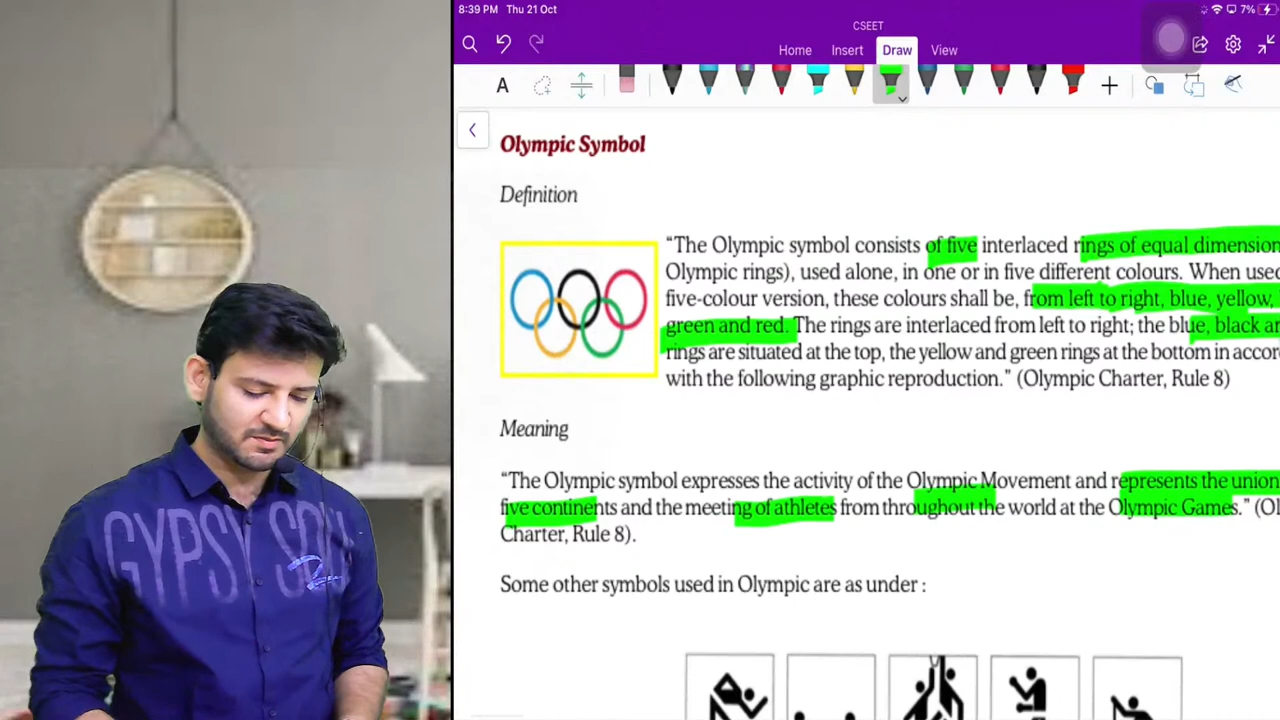 8:39 PM Thu 21 Oct
7%
CSEET
Home Insert Draw View
A
Olympic Symbol
Definition
“The Olympic symbol consists of five interlaced rings of equal dimension
Olympic rings), used alone, in one or in five different colours. When used
five-colour version, these colours shall be, from left to right, blue, yellow,
green and red. The rings are interlaced from left to right; the blue, black an
rings are situated at the top, the yellow and green rings at the bottom in accor
with the following graphic reproduction.” (Olympic Charter, Rule 8)
Meaning
“The Olympic symbol expresses the activity of the Olympic Movement and represents the union
five continents and the meeting of athletes from throughout the world at the Olympic Games.” (Ol
Charter, Rule 8).
Some other symbols used in Olympic are as under :
GYPSY